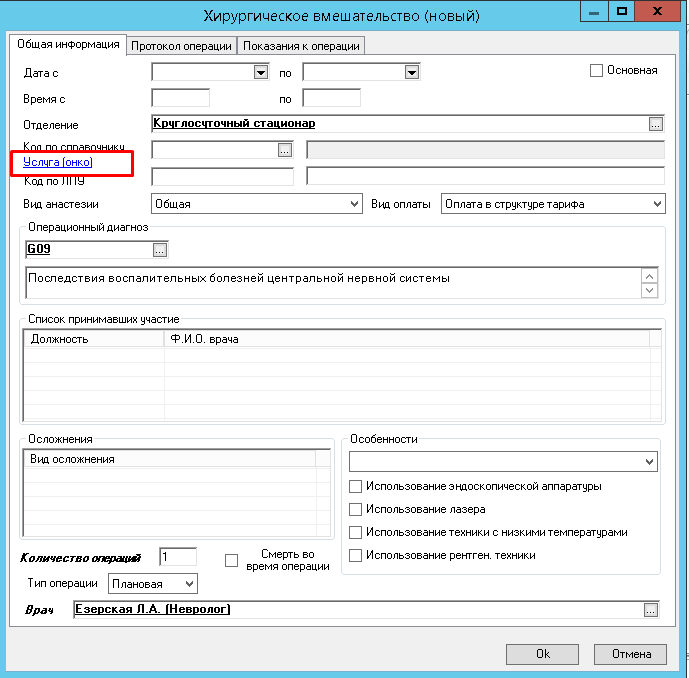 Хирургическое вмешательство (новый)
Общая информация Протокол операции Показания к операции
Дата с по Основная
Время с по
Отделение Круглосуточный стационар ...
Код по справочнику ...
Услуга (онко)
Код по ЛПУ
Вид анастезии Общая Вид оплаты Оплата в структуре тарифа
Операционный диагноз
G09 ...
Последствия воспалительных болезней центральной нервной системы
Список принимавших участие
Должность Ф.И.О. врача
Осложнения
Вид осложнения
Особенности
Использование эндоскопической аппаратуры
Использование лазера
Использование техники с низкими температурами
Использование рентген. техники
Количество операций 1 Смерть во
время операции
Тип операции Плановая
Врач Езерская Л.А. (Невролог) ...
Ok Отмена